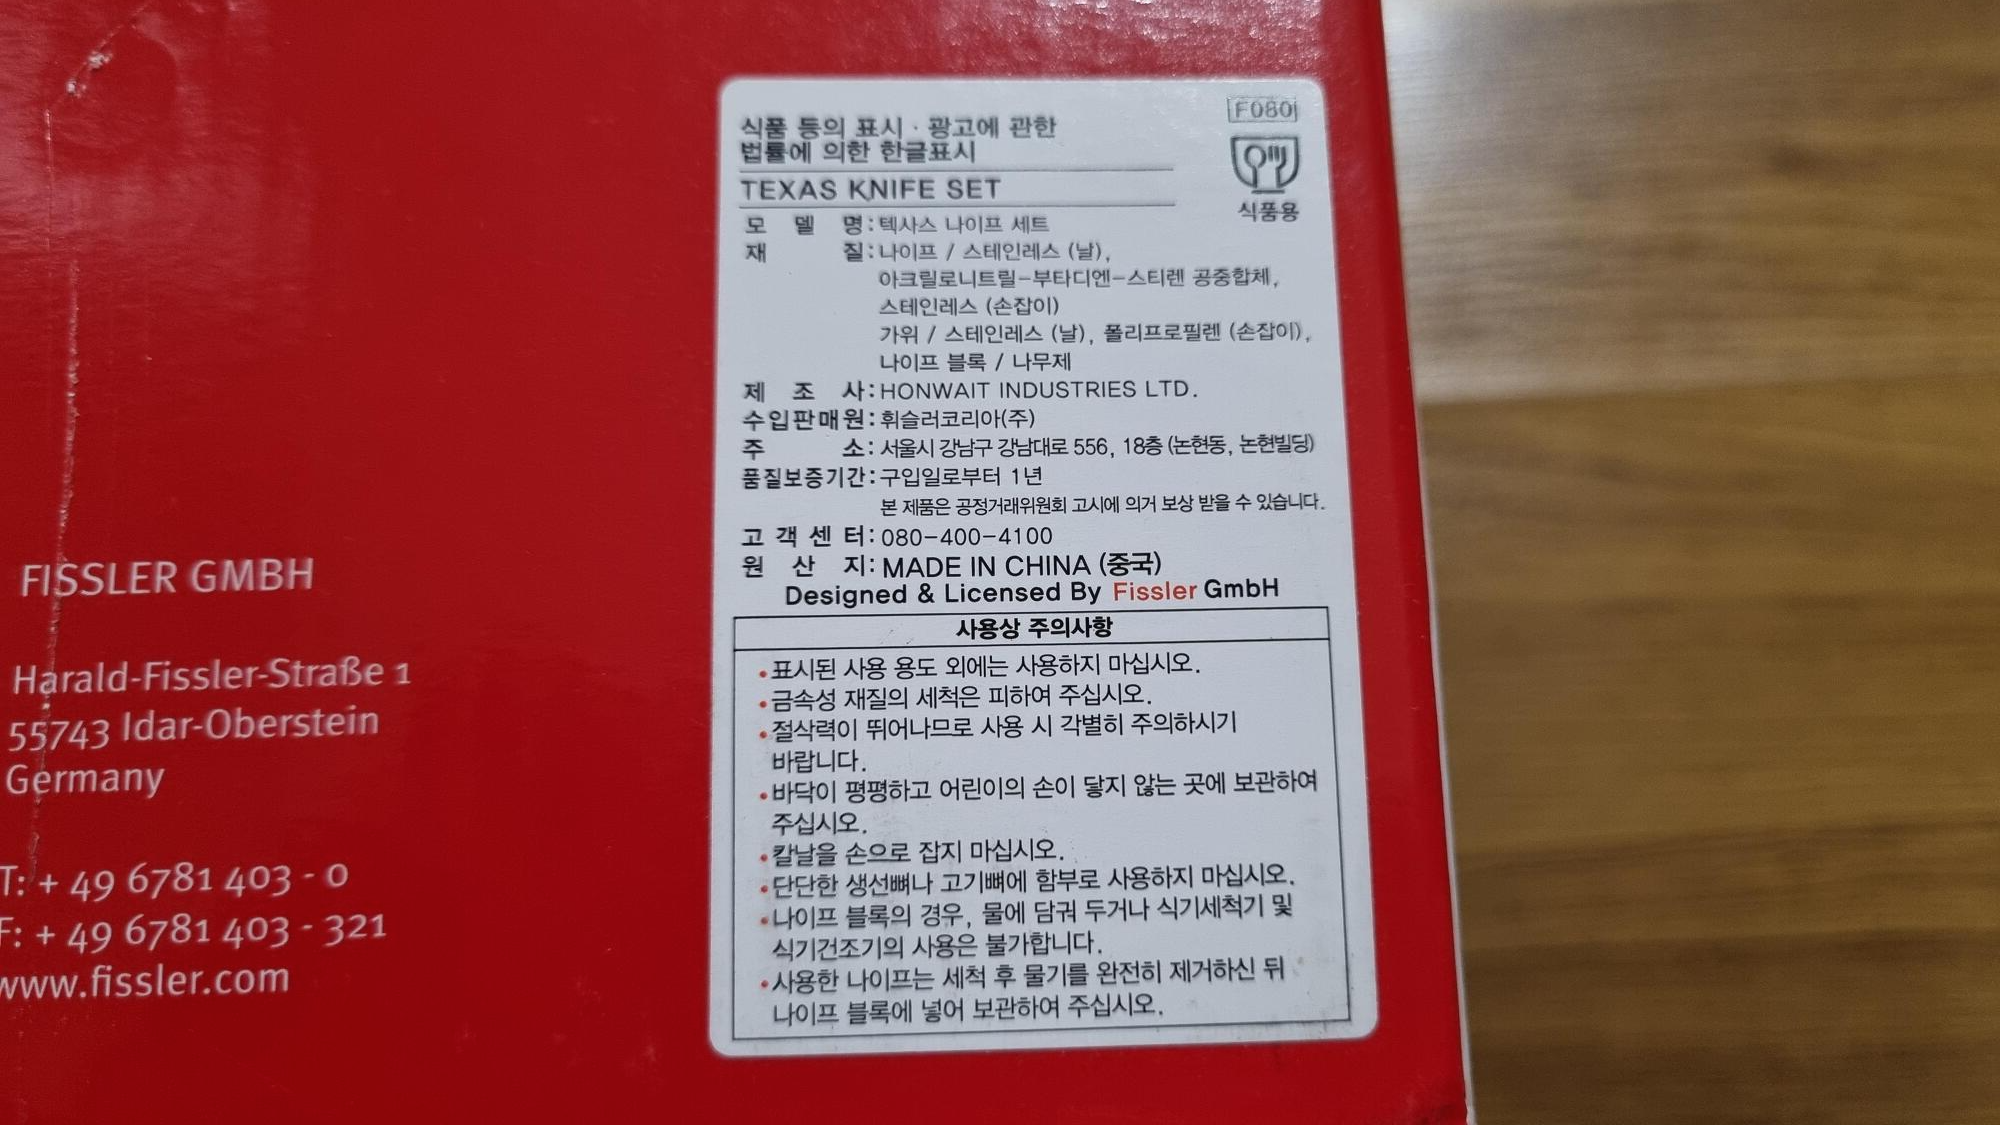 FISSLER GMBH
Harald-Fissler-Straße 1
55743 Idar-Oberstein
Germany
T: + 49 6781 403 - 0
F: + 49 6781 403 - 321
www.fissler.com
F080
식품용
식품 등의 표시 · 광고에 관한
법률에 의한 한글표시
TEXAS KNIFE SET
모 델 명 : 텍사스 나이프 세트
재 질 : 나이프 / 스테인레스 (날),
아크릴로니트릴-부타디엔-스티렌 공중합체,
스테인레스 (손잡이)
가위 / 스테인레스 (날), 폴리프로필렌 (손잡이),
나이프 블록 / 나무제
제 조 사 : HONWAIT INDUSTRIES LTD.
수입판매원 : 휘슬러코리아(주)
주 소 : 서울시 강남구 강남대로 556, 18층 (논현동, 논현빌딩)
품질보증기간 : 구입일로부터 1년
본 제품은 공정거래위원회 고시에 의거 보상 받을 수 있습니다.
고객센터 : 080-400-4100
원 산 지 : MADE IN CHINA (중국)
Designed & Licensed By Fissler GmbH
사용상 주의사항
• 표시된 사용 용도 외에는 사용하지 마십시오.
• 금속성 재질의 세척은 피하여 주십시오.
• 절삭력이 뛰어나므로 사용 시 각별히 주의하시기
바랍니다.
• 바닥이 평평하고 어린이의 손이 닿지 않는 곳에 보관하여
주십시오.
• 칼날을 손으로 잡지 마십시오.
• 단단한 생선뼈나 고기뼈에 함부로 사용하지 마십시오.
• 나이프 블록의 경우, 물에 담궈 두거나 식기세척기 및
식기건조기의 사용은 불가합니다.
• 사용한 나이프는 세척 후 물기를 완전히 제거하신 뒤
나이프 블록에 넣어 보관하여 주십시오.